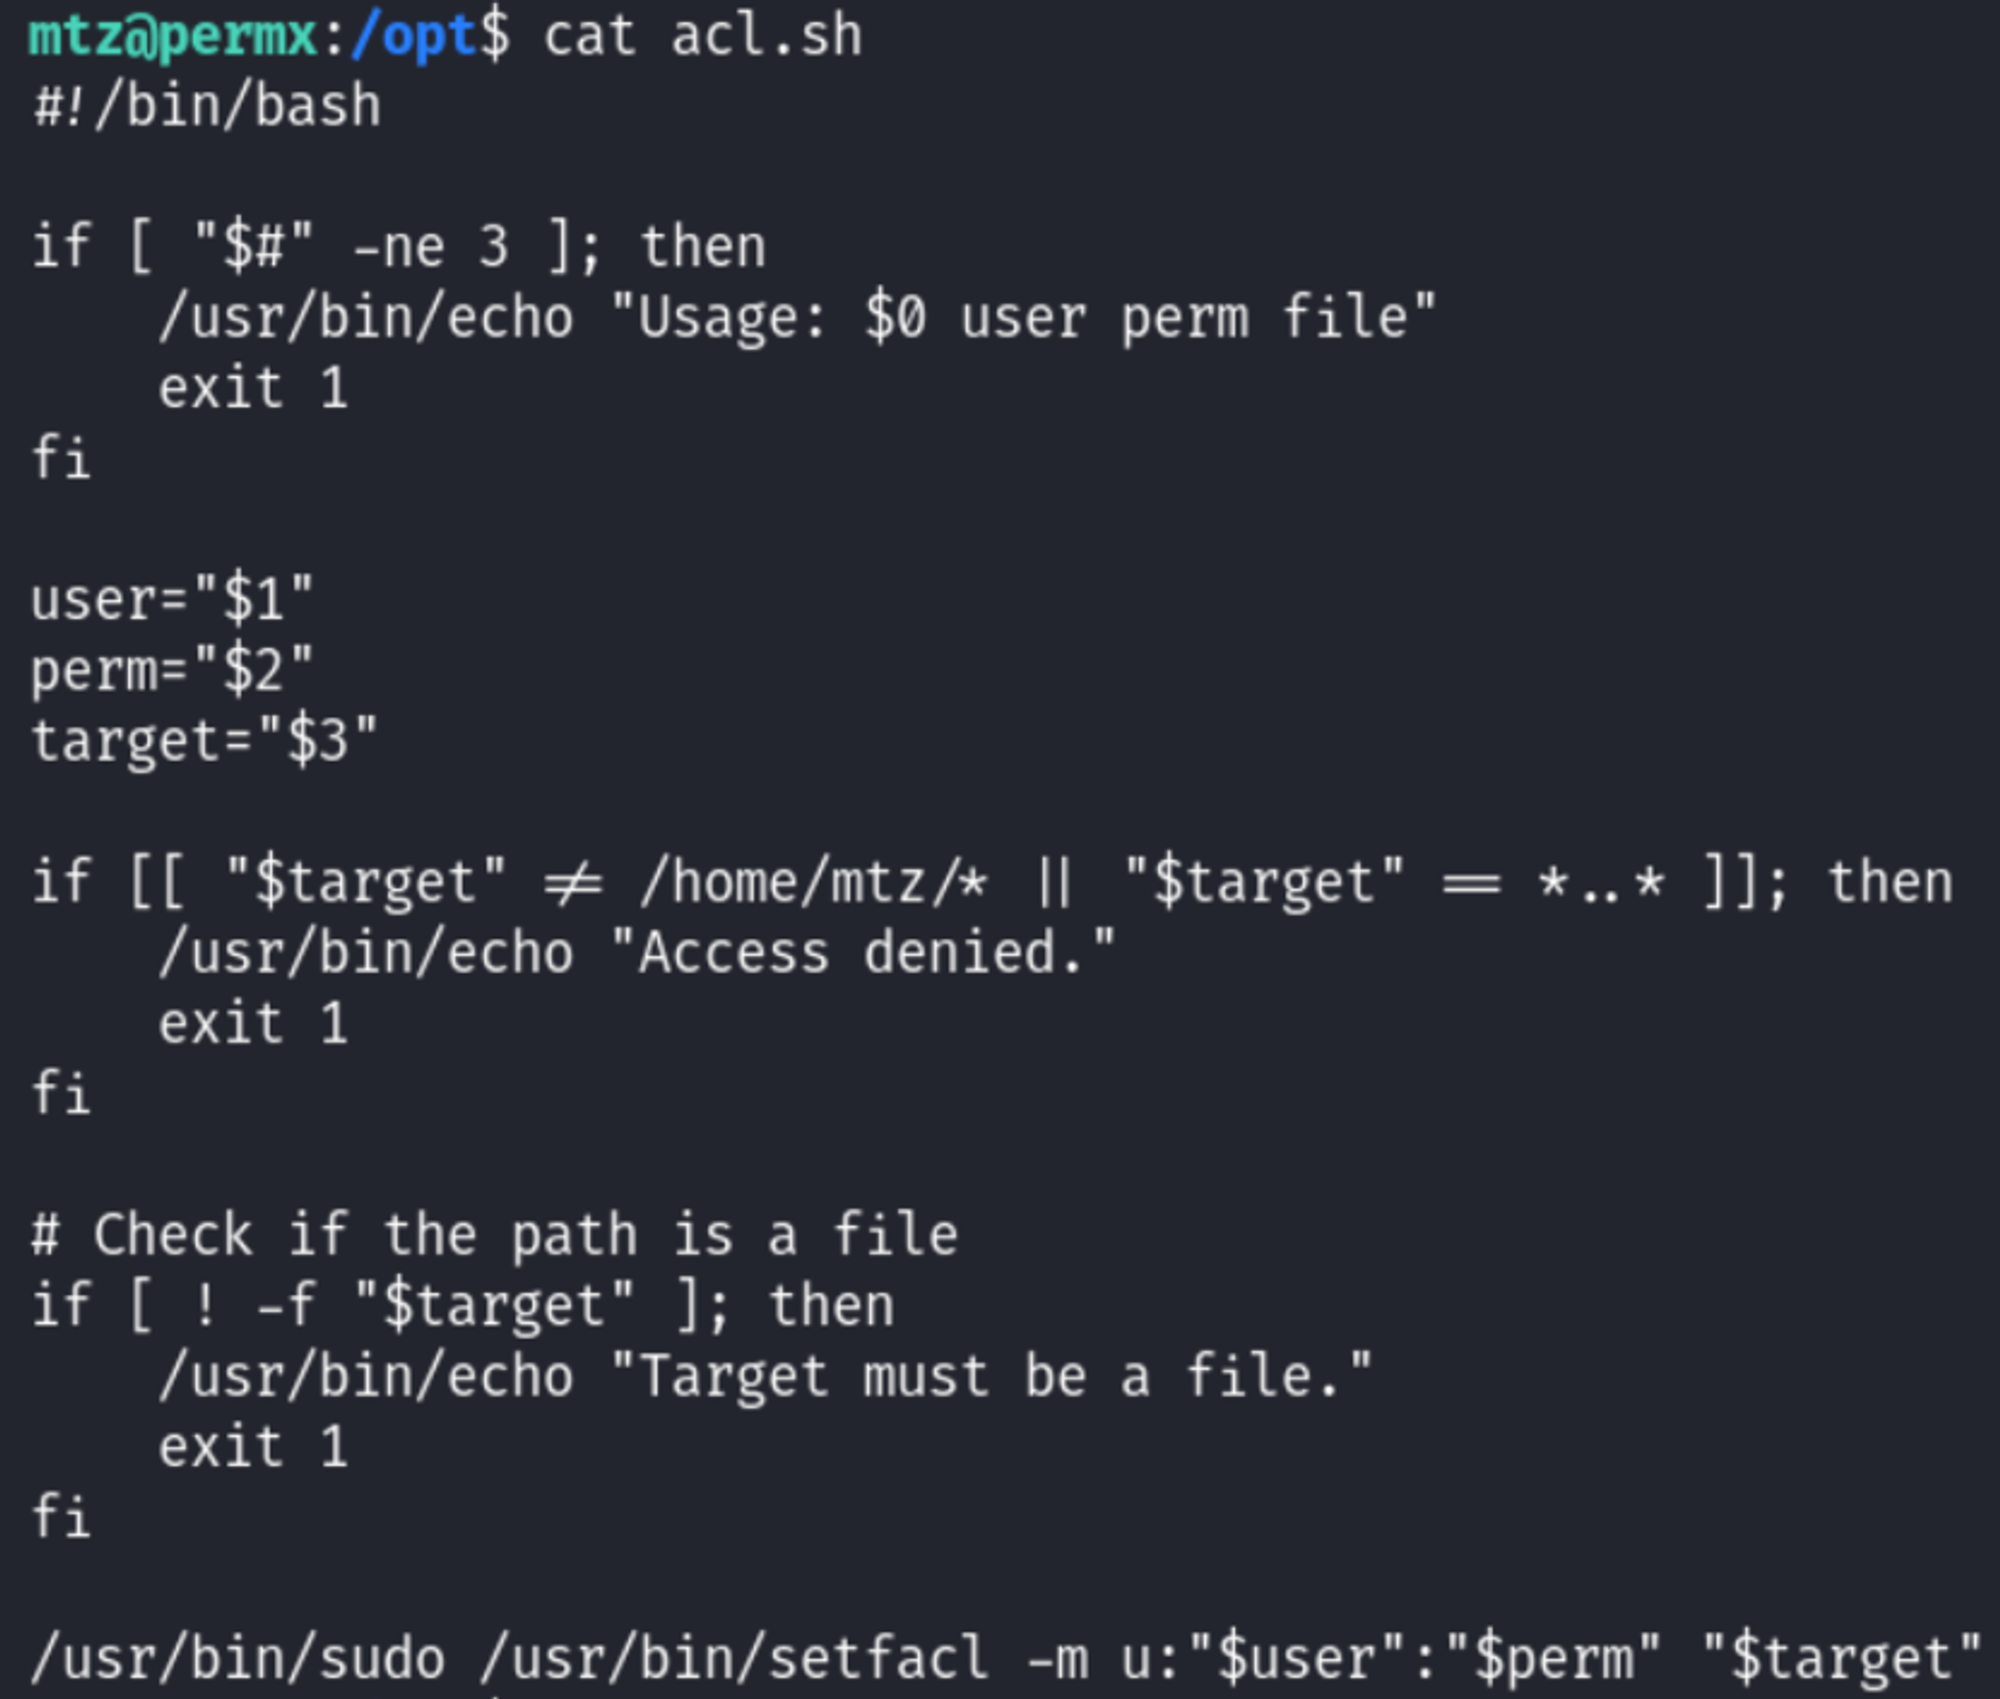 mtz@permx:/opt$ cat acl.sh
#!/bin/bash

if [ "$#" -ne 3 ]; then
    /usr/bin/echo "Usage: $0 user perm file"
    exit 1
fi

user="$1"
perm="$2"
target="$3"

if [[ "$target" != /home/mtz/* || "$target" == *..* ]]; then
    /usr/bin/echo "Access denied."
    exit 1
fi

# Check if the path is a file
if [ ! -f "$target" ]; then
    /usr/bin/echo "Target must be a file."
    exit 1
fi

/usr/bin/sudo /usr/bin/setfacl -m u:"$user":"$perm" "$target"